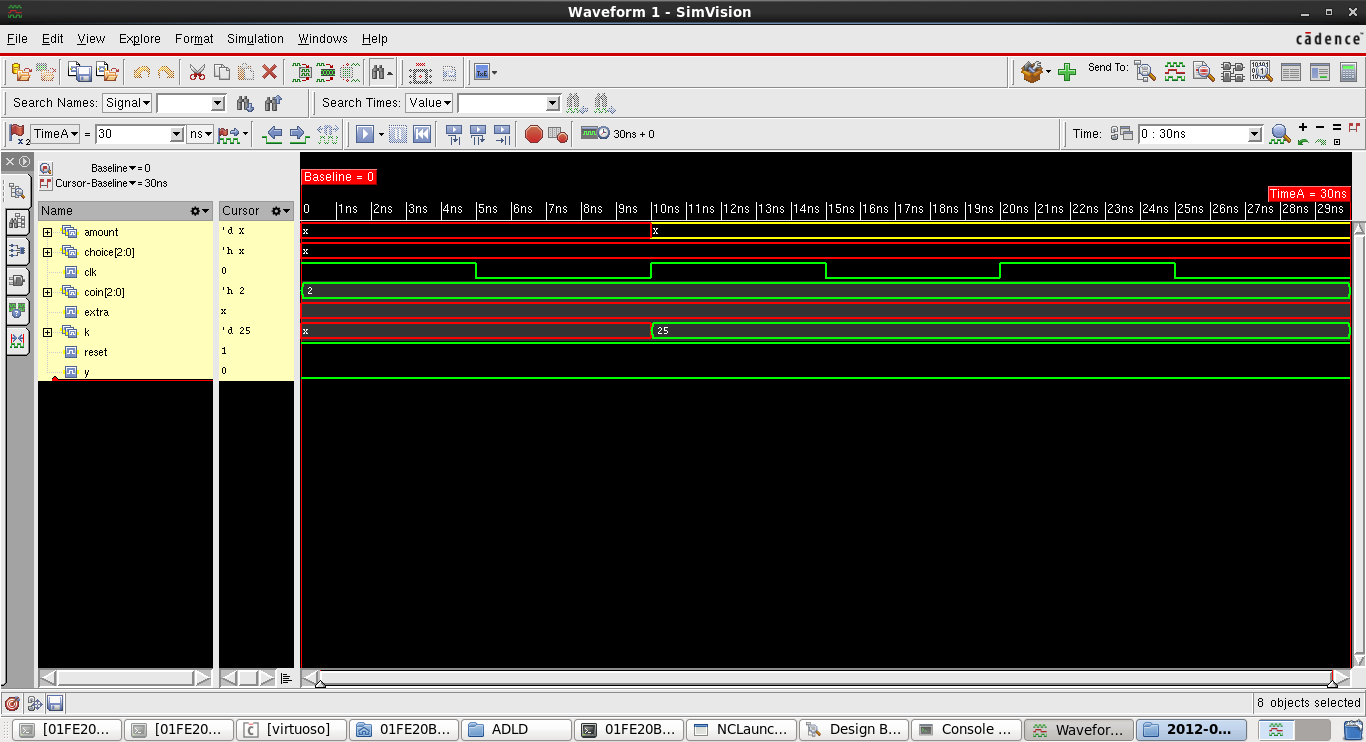 Waveform 1 - SimVision
File Edit View Explore Format Simulation Windows Help
cādence
Send To:
Search Names: Signal Search Times: Value
TimeA = 30 ns 30ns + 0 Time: 0 : 30ns
x2
Baseline = 0
Cursor-Baseline = 30ns
Baseline = 0
TimeA = 30ns
Name Cursor
0 1ns 2ns 3ns 4ns 5ns 6ns 7ns 8ns 9ns 10ns 11ns 12ns 13ns 14ns 15ns 16ns 17ns 18ns 19ns 20ns 21ns 22ns 23ns 24ns 25ns 26ns 27ns 28ns 29ns
amount 'd x x x
choice[2:0] 'h x x
clk 0
coin[2:0] 'h 2 2
extra x
k 'd 25 x 25
reset 1
y 0
8 objects selected
[01FE20... [01FE20... [virtuoso] 01FE20B... ADLD 01FE20B... NCLaunc... Design B... Console ... Wavefor... 2012-0...